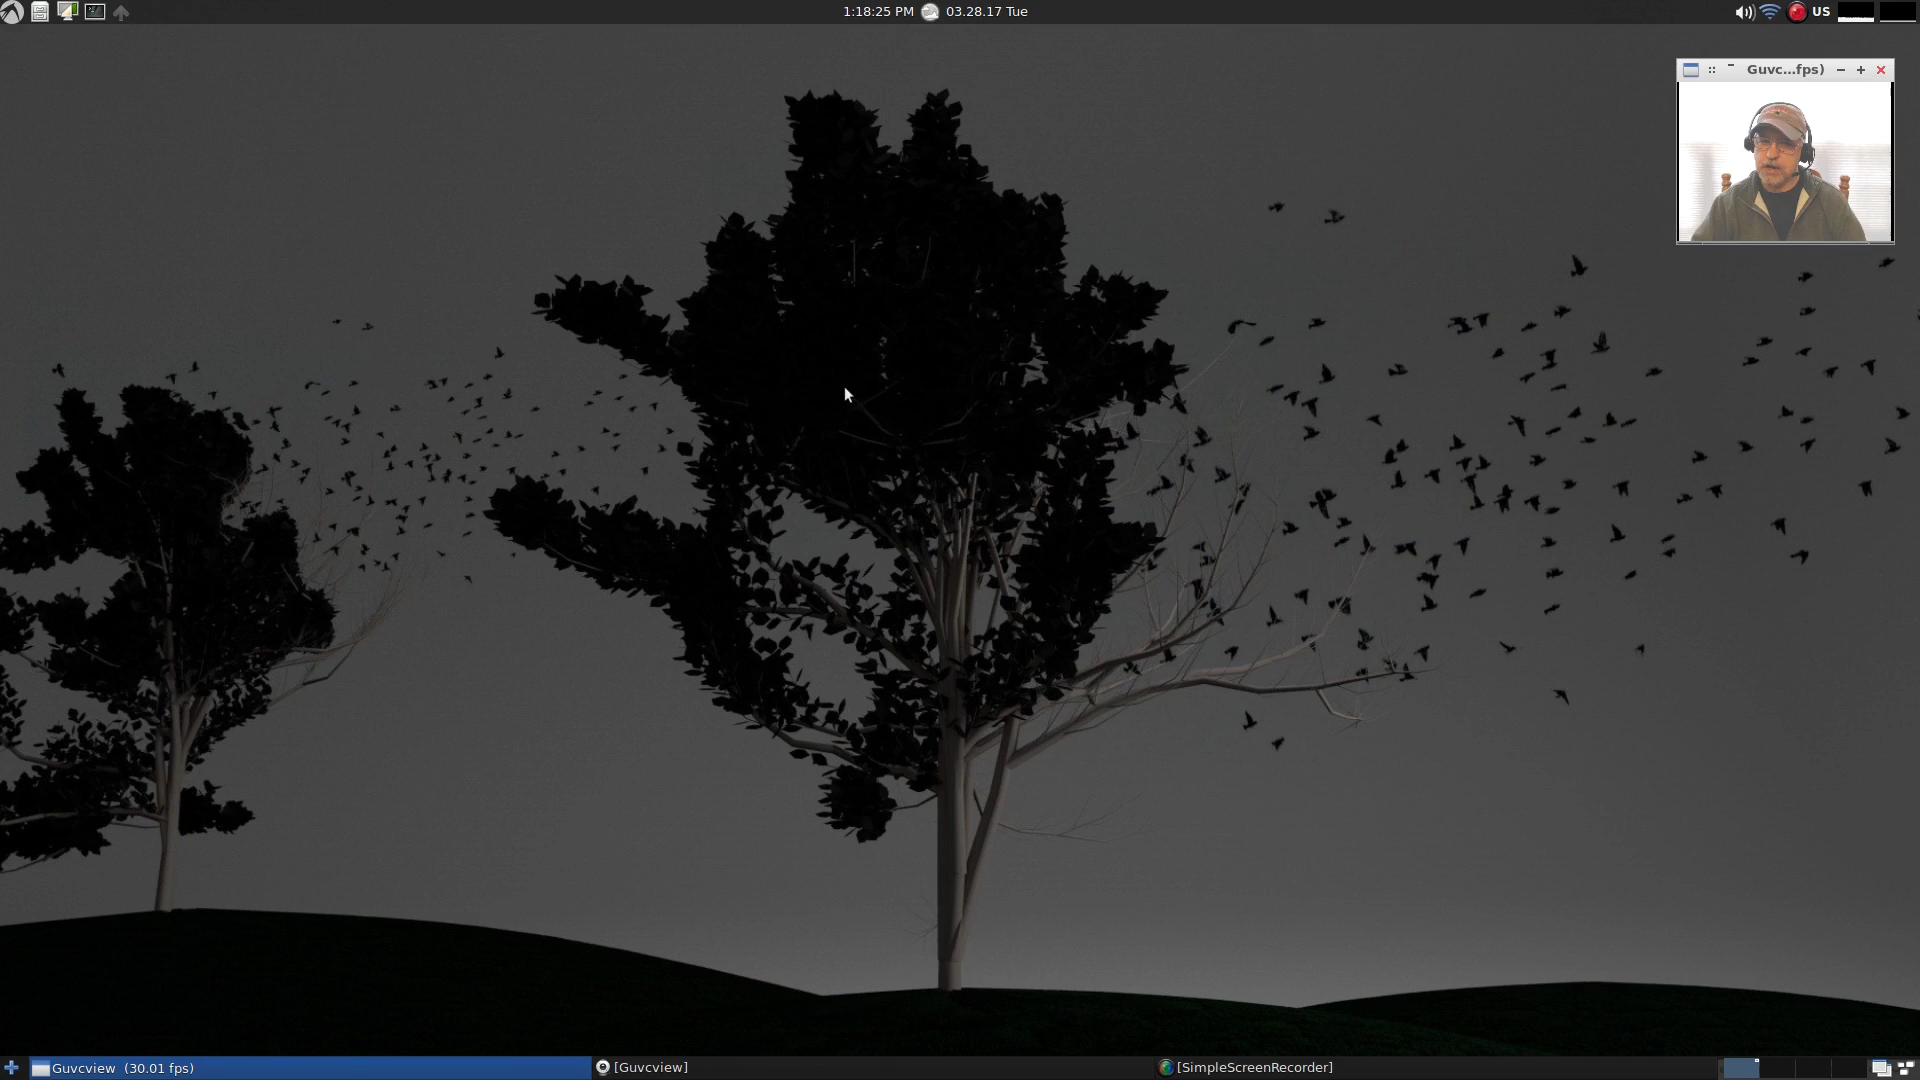 1:18:25 PM 03.28.17 Tue
US
Guvc...fps)
Guvcview (30.01 fps)
[Guvcview]
[SimpleScreenRecorder]